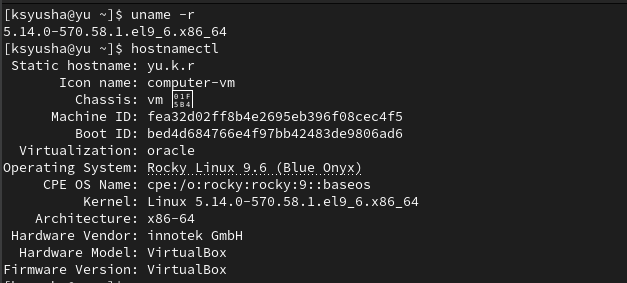 [ksyusha@yu ~]$ uname -r
5.14.0-570.58.1.el9_6.x86_64
[ksyusha@yu ~]$ hostnamectl
Static hostname: yu.k.r
Icon name: computer-vm
Chassis: vm 🖴
Machine ID: fea32d02ff8b4e2695eb396f08cec4f5
Boot ID: bed4d684766e4f97bb42483de9806ad6
Virtualization: oracle
Operating System: Rocky Linux 9.6 (Blue Onyx)
CPE OS Name: cpe:/o:rocky:rocky:9::baseos
Kernel: Linux 5.14.0-570.58.1.el9_6.x86_64
Architecture: x86-64
Hardware Vendor: innotek GmbH
Hardware Model: VirtualBox
Firmware Version: VirtualBox